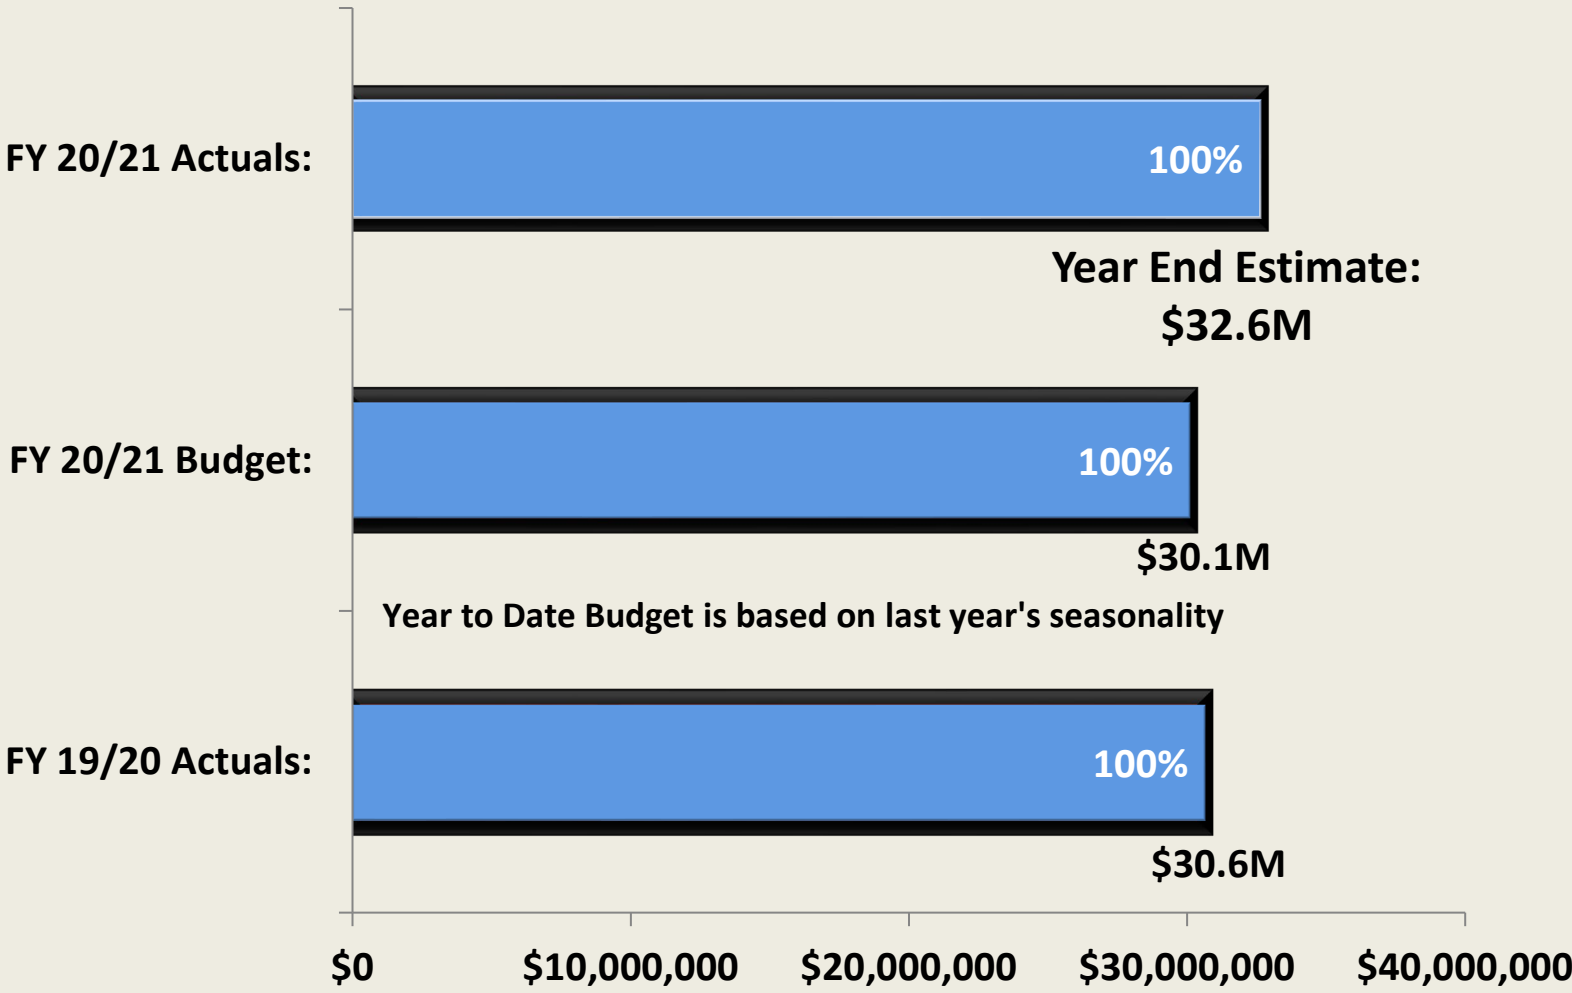 FY 20/21 Actuals:
100%
Year End Estimate:
$32.6M
FY 20/21 Budget:
100%
$30.1M
Year to Date Budget is based on last year's seasonality
FY 19/20 Actuals:
100%
$30.6M
$0 $10,000,000 $20,000,000 $30,000,000 $40,000,000